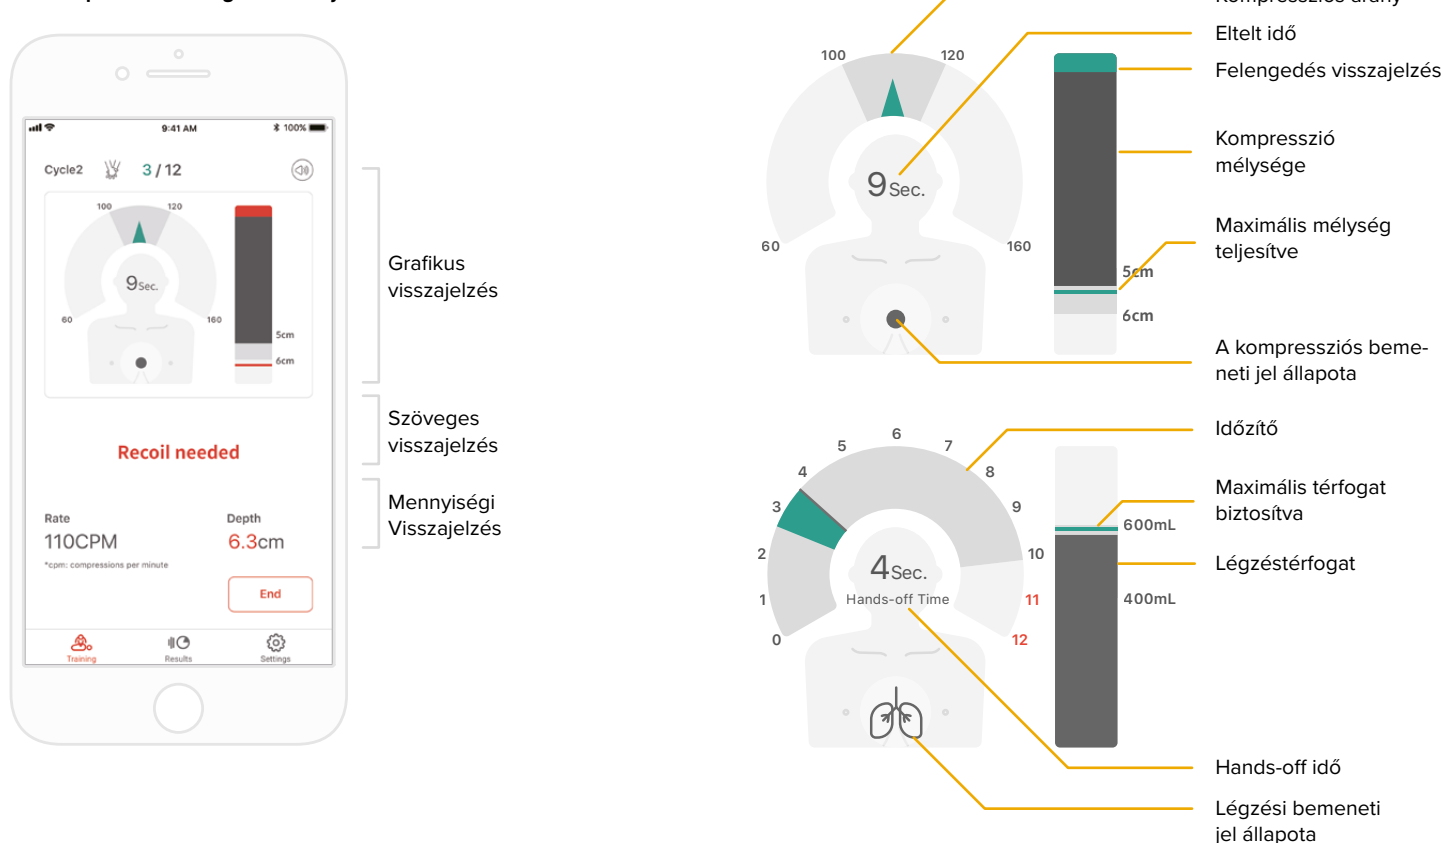 9:41 AM
100%
Cycle2
3 / 12
100
120
9Sec.
60
160
5cm
6cm
Recoil needed
Rate
110CPM
*cpm: compressions per minute
Depth
6.3cm
End
Training
Results
Settings
Grafikus
visszajelzés
Szöveges
visszajelzés
Mennyiségi
Visszajelzés
100
120
9Sec.
60
160
5cm
6cm
Eltelt idő
Felengedés visszajelzés
Kompresszió
mélysége
Maximális mélység
teljesítve
A kompressziós beme-
neti jel állapota
0
1
2
3
4
5
6
7
8
9
10
11
12
4Sec.
Hands-off Time
600mL
400mL
Időzítő
Maximális térfogat
biztosítva
Légzéstérfogat
Hands-off idő
Légzési bemeneti
jel állapota